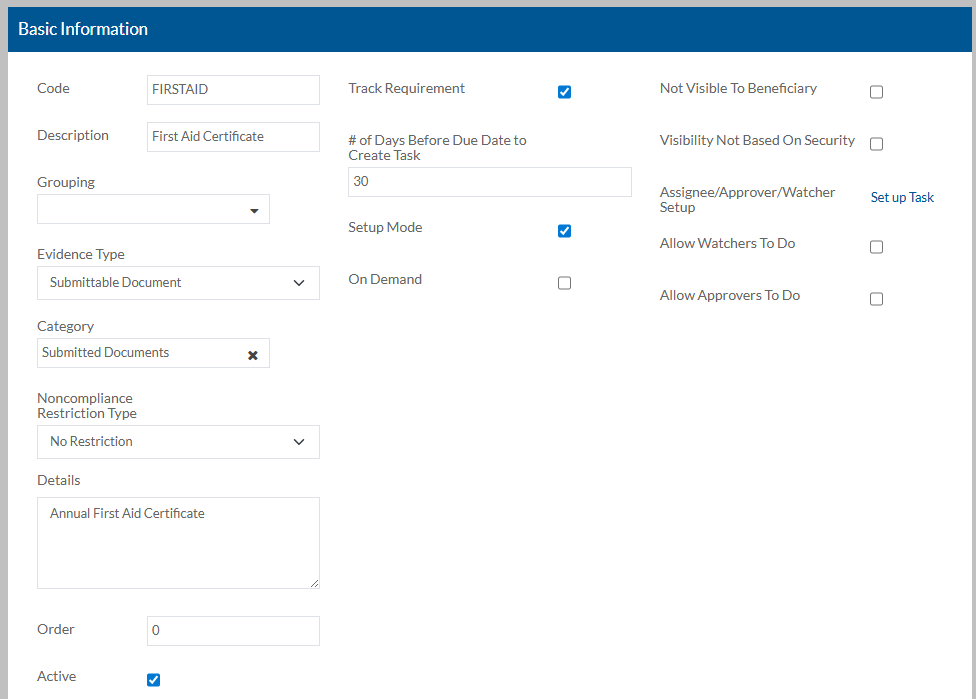 Basic Information
Code
FIRSTAID
Description
First Aid Certificate
Grouping
Evidence Type
Submittable Document
Category
Submitted Documents
Noncompliance
Restriction Type
No Restriction
Details
Annual First Aid Certificate
Order
0
Active
Track Requirement
# of Days Before Due Date to
Create Task
30
Setup Mode
On Demand
Not Visible To Beneficiary
Visibility Not Based On Security
Assignee/Approver/Watcher
Setup
Set up Task
Allow Watchers To Do
Allow Approvers To Do